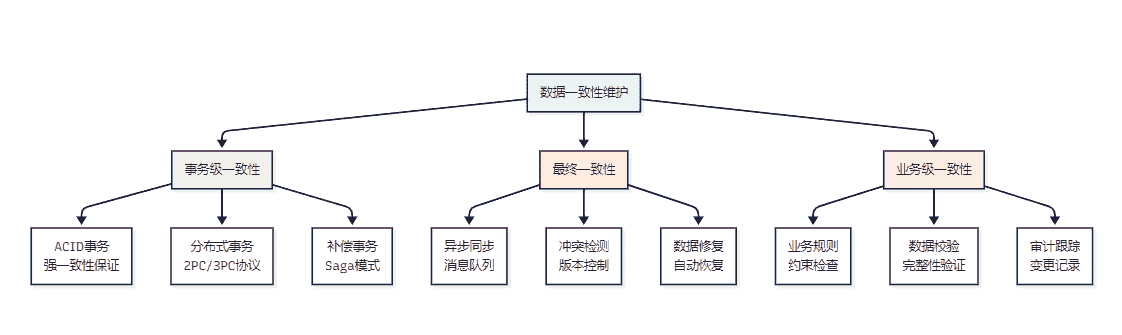 数据一致性维护
事务级一致性
最终一致性
业务级一致性
ACID事务
强一致性保证
分布式事务
2PC/3PC协议
补偿事务
Saga模式
异步同步
消息队列
冲突检测
版本控制
数据修复
自动恢复
业务规则
约束检查
数据校验
完整性验证
审计跟踪
变更记录